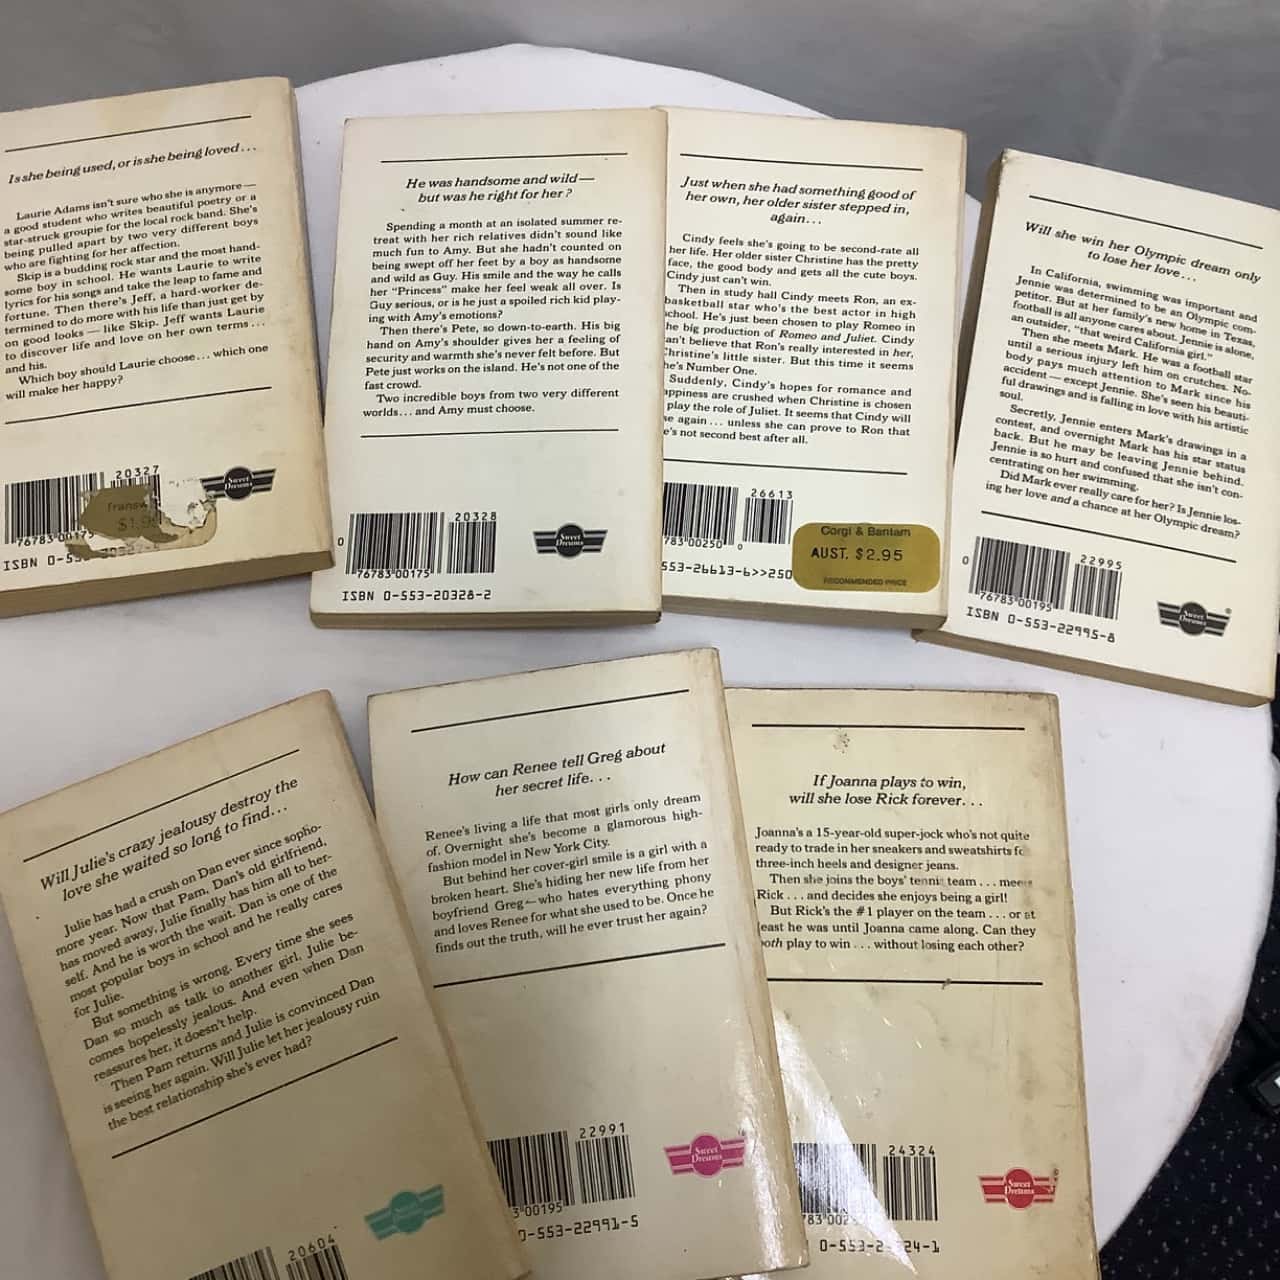 Is she being used, or is she being loved...
Laurie Adams isn't sure who she is anymore—
a good student who writes beautiful poetry or a
star-struck groupie for the local rock band. She's
being pulled apart by two very different boys
who are fighting for her affection.
Skip is a budding rock star and the most hand-
some boy in school. He wants Laurie to write
lyrics for his songs and take the leap to fame and
fortune. Then there's Jeff, a hard-worker de-
termined to do more with his life than just get by
on good looks — like Skip. Jeff wants Laurie
to discover life and love on her own terms...
and his.
Which boy should Laurie choose... which one
will make her happy?
20327
Sweet Dreams
$1.9
76783 00175
ISBN 0-55
He was handsome and wild—
but was he right for her?
Spending a month at an isolated summer re-
treat with her rich relatives didn't sound like
much fun to Amy. But she hadn't counted on
being swept off her feet by a boy as handsome
and wild as Guy. His smile and the way he calls
her "Princess" make her feel weak all over. Is
Guy serious, or is he just a spoiled rich kid play-
ing with Amy's emotions?
Then there's Pete, so down-to-earth. His big
hand on Amy's shoulder gives her a feeling of
security and warmth she's never felt before. But
Pete just works on the island. He's not one of the
fast crowd.
Two incredible boys from two very different
worlds... and Amy must choose.
20328
0
76783 00175
Sweet Dreams
ISBN 0-553-20328-2
Just when she had something good of
her own, her older sister stepped in,
again...
Cindy feels she's going to be second-rate all
her life. Her older sister Christine has the pretty
face, the good body and gets all the cute boys.
Cindy just can't win.
Then in study hall Cindy meets Ron, an ex-
basketball star who's the best actor in high
school. He's just been chosen to play Romeo in
he big production of Romeo and Juliet. Cindy
an't believe that Ron's really interested in her,
Christine's little sister. But this time it seems
he's Number One.
Suddenly, Cindy's hopes for romance and
appiness are crushed when Christine is chosen
play the role of Juliet. It seems that Cindy will
se again... unless she can prove to Ron that
e's not second best after all.
26613
783 00250
0
553-26613-6>>250
Corgi & Bantam
AUST. $2.95
RECOMMENDED PRICE
Will she win her Olympic dream only
to lose her love...
In California, swimming was important and
Jennie was determined to be an Olympic com-
petitor. But at her family's new home in Texas,
football is all anyone cares about. Jennie is alone,
an outsider, "that weird California girl."
Then she meets Mark. He was a football star
until a serious injury left him on crutches. No-
body pays much attention to Mark since his
accident — except Jennie. She's seen his beauti-
ful drawings and is falling in love with his artistic
soul.
Secretly, Jennie enters Mark's drawings in a
contest, and overnight Mark has his star status
back. But he may be leaving Jennie behind.
Jennie is so hurt and confused that she isn't con-
centrating on her swimming.
Did Mark ever really care for her? Is Jennie los-
ing her love and a chance at her Olympic dream?
22995
0
76783 00195
Sweet Dreams
®
ISBN 0-553-22995-8
Will Julie's crazy jealousy destroy the
love she waited so long to find...
Julie has had a crush on Dan ever since sopho-
more year. Now that Pam, Dan's old girlfriend,
has moved away, Julie finally has him all to her-
self. And he is worth the wait. Dan is one of the
most popular boys in school and he really cares
for Julie.
But something is wrong. Every time she sees
Dan so much as talk to another girl, Julie be-
comes hopelessly jealous. And even when Dan
reassures her, it doesn't help.
Then Pam returns and Julie is convinced Dan
is seeing her again. Will Julie let her jealousy ruin
the best relationship she's ever had?
20604
How can Renee tell Greg about
her secret life...
Renee's living a life that most girls only dream
of. Overnight she's become a glamorous high-
fashion model in New York City.
But behind her cover-girl smile is a girl with a
broken heart. She's hiding her new life from her
boyfriend Greg — who hates everything phony
and loves Renee for what she used to be. Once he
finds out the truth, will he ever trust her again?
22991
3 00195
Sweet Dreams
0-553-22991-5
If Joanna plays to win,
will she lose Rick forever...
Joanna's a 15-year-old super-jock who's not quite
ready to trade in her sneakers and sweatshirts fo
three-inch heels and designer jeans.
Then she joins the boys' tennis team... meets
Rick... and decides she enjoys being a girl!
But Rick's the #1 player on the team... or at
least he was until Joanna came along. Can they
both play to win... without losing each other?
24324
Sweet Dreams
783 00
0-553-2 24-1